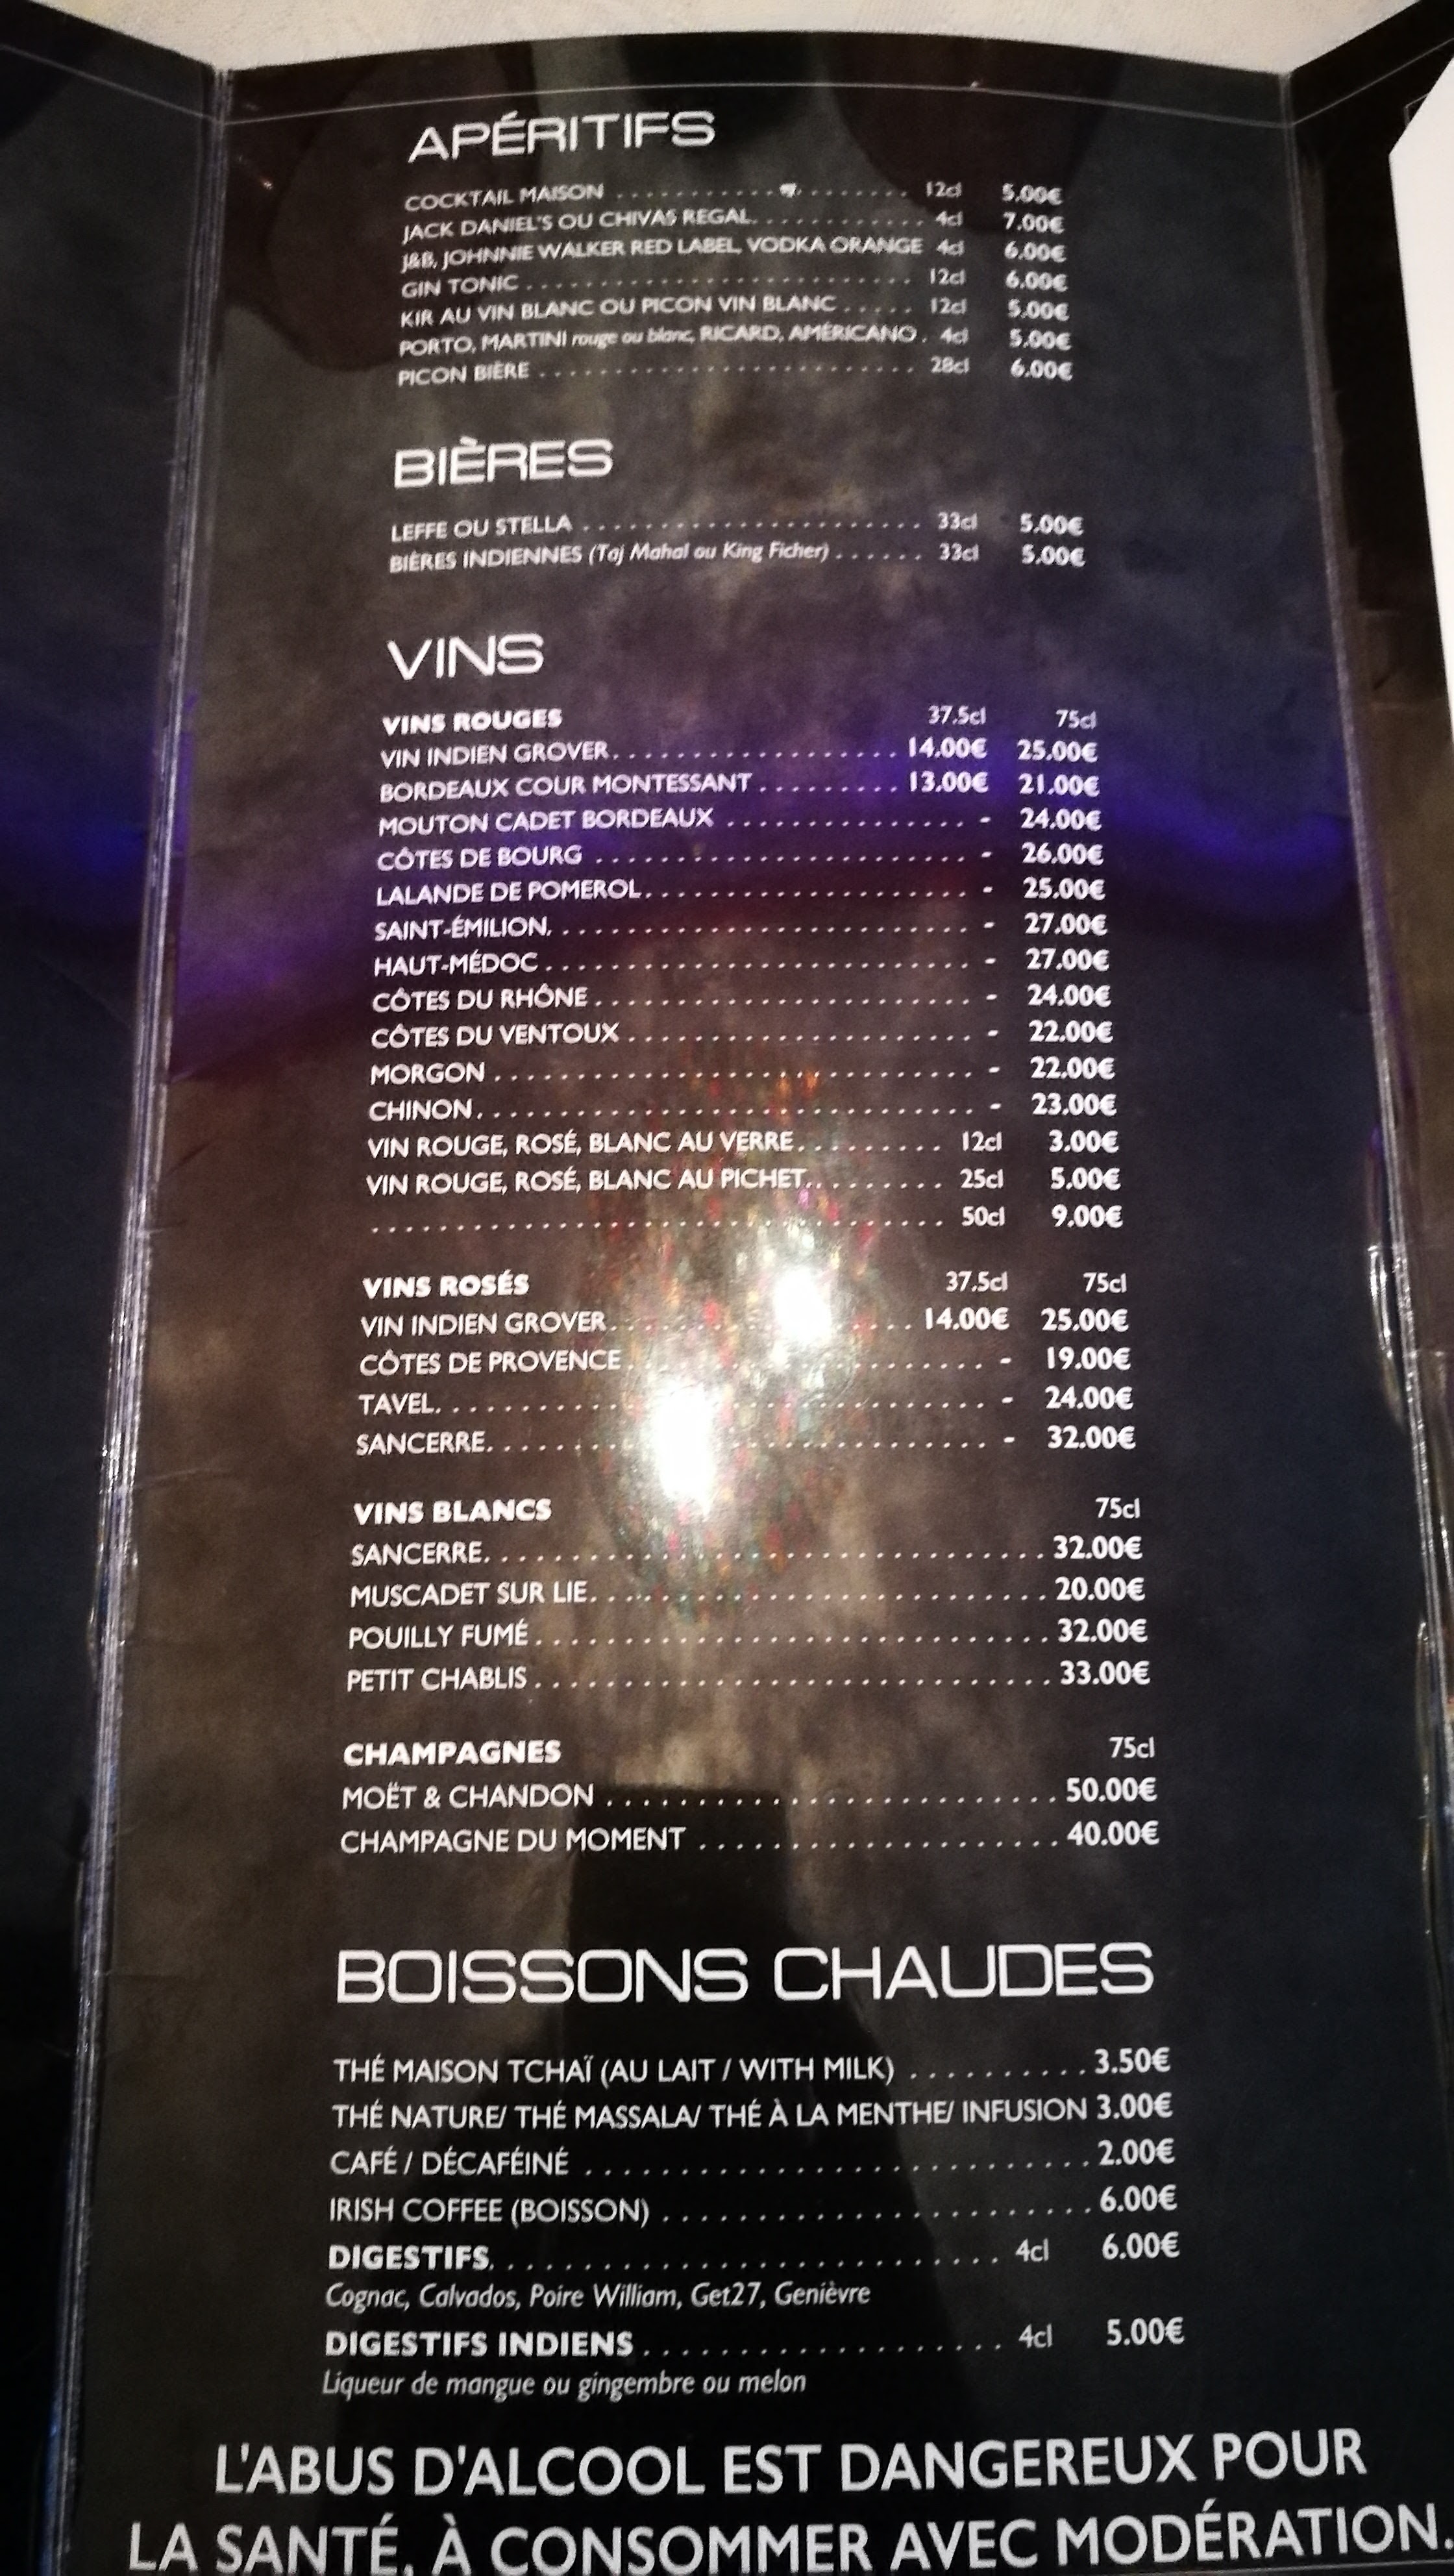 APÉRITIFS
COCKTAIL MAISON . . . . . . . . . . . . . . . . . . . . 12cl 5.00€
JACK DANIEL'S OU CHIVAS REGAL. . . . . . . . . . . . 4cl 7.00€
J&B, JOHNNIE WALKER RED LABEL, VODKA ORANGE 4cl 6.00€
GIN TONIC . . . . . . . . . . . . . . . . . . . . . . . . . . . 12cl 6.00€
KIR AU VIN BLANC OU PICON VIN BLANC . . . . . 12cl 5.00€
PORTO, MARTINI rouge ou blanc, RICARD, AMÉRICANO . 4cl 5.00€
PICON BIÈRE . . . . . . . . . . . . . . . . . . . . . . . . . 28cl 6.00€
BIÈRES
LEFFE OU STELLA . . . . . . . . . . . . . . . . . . . . . . . 33cl 5.00€
BIÈRES INDIENNES (Taj Mahal ou King Ficher) . . . . . . 33cl 5.00€
VINS
VINS ROUGES 37.5cl 75cl
VIN INDIEN GROVER. . . . . . . . . . . . . . . . . . 14.00€ 25.00€
BORDEAUX COUR MONTESSANT . . . . . . . . . 13.00€ 21.00€
MOUTON CADET BORDEAUX . . . . . . . . . . . . . . . - 24.00€
CÔTES DE BOURG . . . . . . . . . . . . . . . . . . . . . . . - 26.00€
LALANDE DE POMEROL. . . . . . . . . . . . . . . . . . . . - 25.00€
SAINT-ÉMILION. . . . . . . . . . . . . . . . . . . . . . . . . . - 27.00€
HAUT-MÉDOC . . . . . . . . . . . . . . . . . . . . . . . . . . - 27.00€
CÔTES DU RHÔNE . . . . . . . . . . . . . . . . . . . . . . . - 24.00€
CÔTES DU VENTOUX . . . . . . . . . . . . . . . . . . . . . - 22.00€
MORGON . . . . . . . . . . . . . . . . . . . . . . . . . . . . . - 22.00€
CHINON. . . . . . . . . . . . . . . . . . . . . . . . . . . . . . - 23.00€
VIN ROUGE, ROSÉ, BLANC AU VERRE. . . . . . . . . 12cl 3.00€
VIN ROUGE, ROSÉ, BLANC AU PICHET.. . . . . . . . 25cl 5.00€
. . . . . . . . . . . . . . . . . . . . . . . . . . . . . . . . . . . 50cl 9.00€
VINS ROSÉS 37.5cl 75cl
VIN INDIEN GROVER. . . . . . . . . . . . . . . . . . . 14.00€ 25.00€
CÔTES DE PROVENCE . . . . . . . . . . . . . . . . . . . . . . - 19.00€
TAVEL. . . . . . . . . . . . . . . . . . . . . . . . . . . . . . . . . - 24.00€
SANCERRE. . . . . . . . . . . . . . . . . . . . . . . . . . . . . . - 32.00€
VINS BLANCS 75cl
SANCERRE. . . . . . . . . . . . . . . . . . . . . . . . . . . . . . . . . 32.00€
MUSCADET SUR LIE. . . . . . . . . . . . . . . . . . . . . . . . . . . 20.00€
POUILLY FUMÉ . . . . . . . . . . . . . . . . . . . . . . . . . . . . . . 32.00€
PETIT CHABLIS . . . . . . . . . . . . . . . . . . . . . . . . . . . . . . 33.00€
CHAMPAGNES 75cl
MOËT & CHANDON . . . . . . . . . . . . . . . . . . . . . . . . . . 50.00€
CHAMPAGNE DU MOMENT . . . . . . . . . . . . . . . . . . . . . 40.00€
BOISSONS CHAUDES
THÉ MAISON TCHAÏ (AU LAIT / WITH MILK) . . . . . . . . . . 3.50€
THÉ NATURE/ THÉ MASSALA/ THÉ À LA MENTHE/ INFUSION 3.00€
CAFÉ / DÉCAFÉINÉ . . . . . . . . . . . . . . . . . . . . . . . . . . . 2.00€
IRISH COFFEE (BOISSON) . . . . . . . . . . . . . . . . . . . . . . . 6.00€
DIGESTIFS. . . . . . . . . . . . . . . . . . . . . . . . . . . 4cl 6.00€
Cognac, Calvados, Poire William, Get27, Genièvre
DIGESTIFS INDIENS . . . . . . . . . . . . . . . . . . . 4cl 5.00€
Liqueur de mangue ou gingembre ou melon
L'ABUS D'ALCOOL EST DANGEREUX POUR
LA SANTÉ, À CONSOMMER AVEC MODÉRATION.